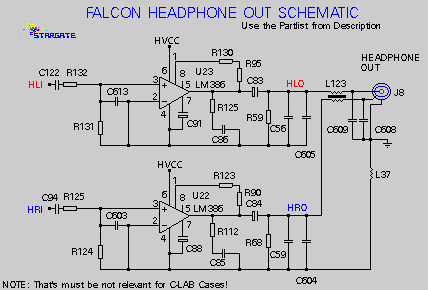 FALCON HEADPHONE OUT SCHEMATIC
Use the Partlist from Description
STARGATE
HVCC
R130
HEADPHONE
OUT
6 1 8
R95
C122 R132
U23
C83
HLI
C613
3
2
5
LM386
HLO
L123
J8
4 7
R125
R131
C91
R59
C56
C609
C608
C86
C605
HVCC
R123
L37
6 1 8
R90
C94 R125
U22
C84
HRI
C603
3
2
5
LM386
HRO
4 7
R112
R124
C88
R68
C59
C85
C604
NOTE: That's must be not relevant for C-LAB Cases!